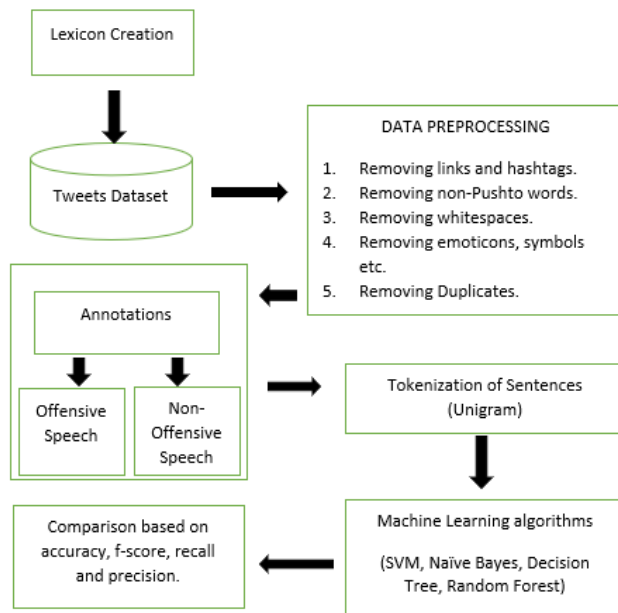 Lexicon Creation
Tweets Dataset
DATA PREPROCESSING
1. Removing links and hashtags.
2. Removing non-Pushto words.
3. Removing whitespaces.
4. Removing emoticons, symbols
etc.
5. Removing Duplicates.
Annotations
Offensive
Speech
Non-
Offensive
Speech
Tokenization of Sentences
(Unigram)
Machine Learning algorithms
(SVM, Naïve Bayes, Decision
Tree, Random Forest)
Comparison based on
accuracy, f-score, recall
and precision.